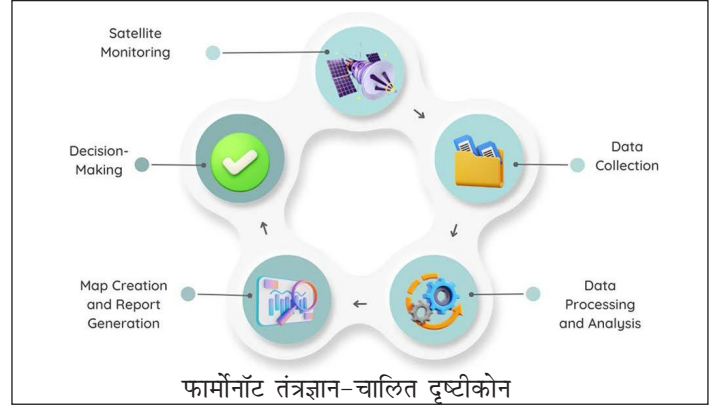 Satellite
Monitoring
Data
Collection
Data
Processing
and Analysis
Map Creation
and Report
Generation
Decision-
Making
फार्मोनॉट तंत्रज्ञान-चालित दृष्टीकोन